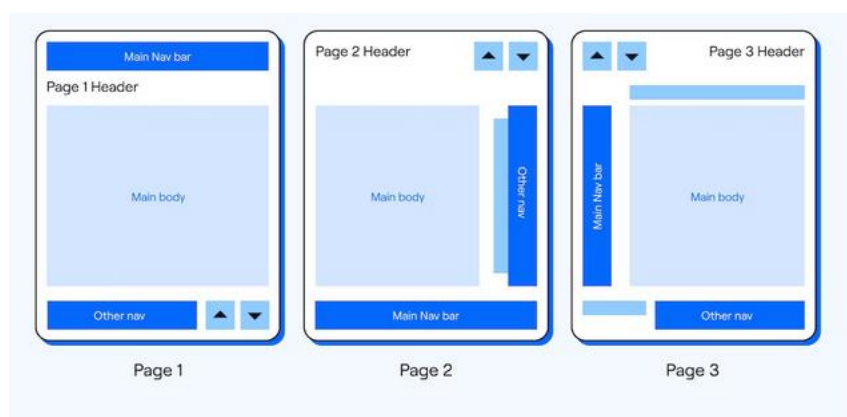 Main Nav bar
Page 1 Header
Main body
Other nav
Page 1
Page 2 Header
Main body
Other nav
Main Nav bar
Page 2
Page 3 Header
Main Nav bar
Main body
Other nav
Page 3